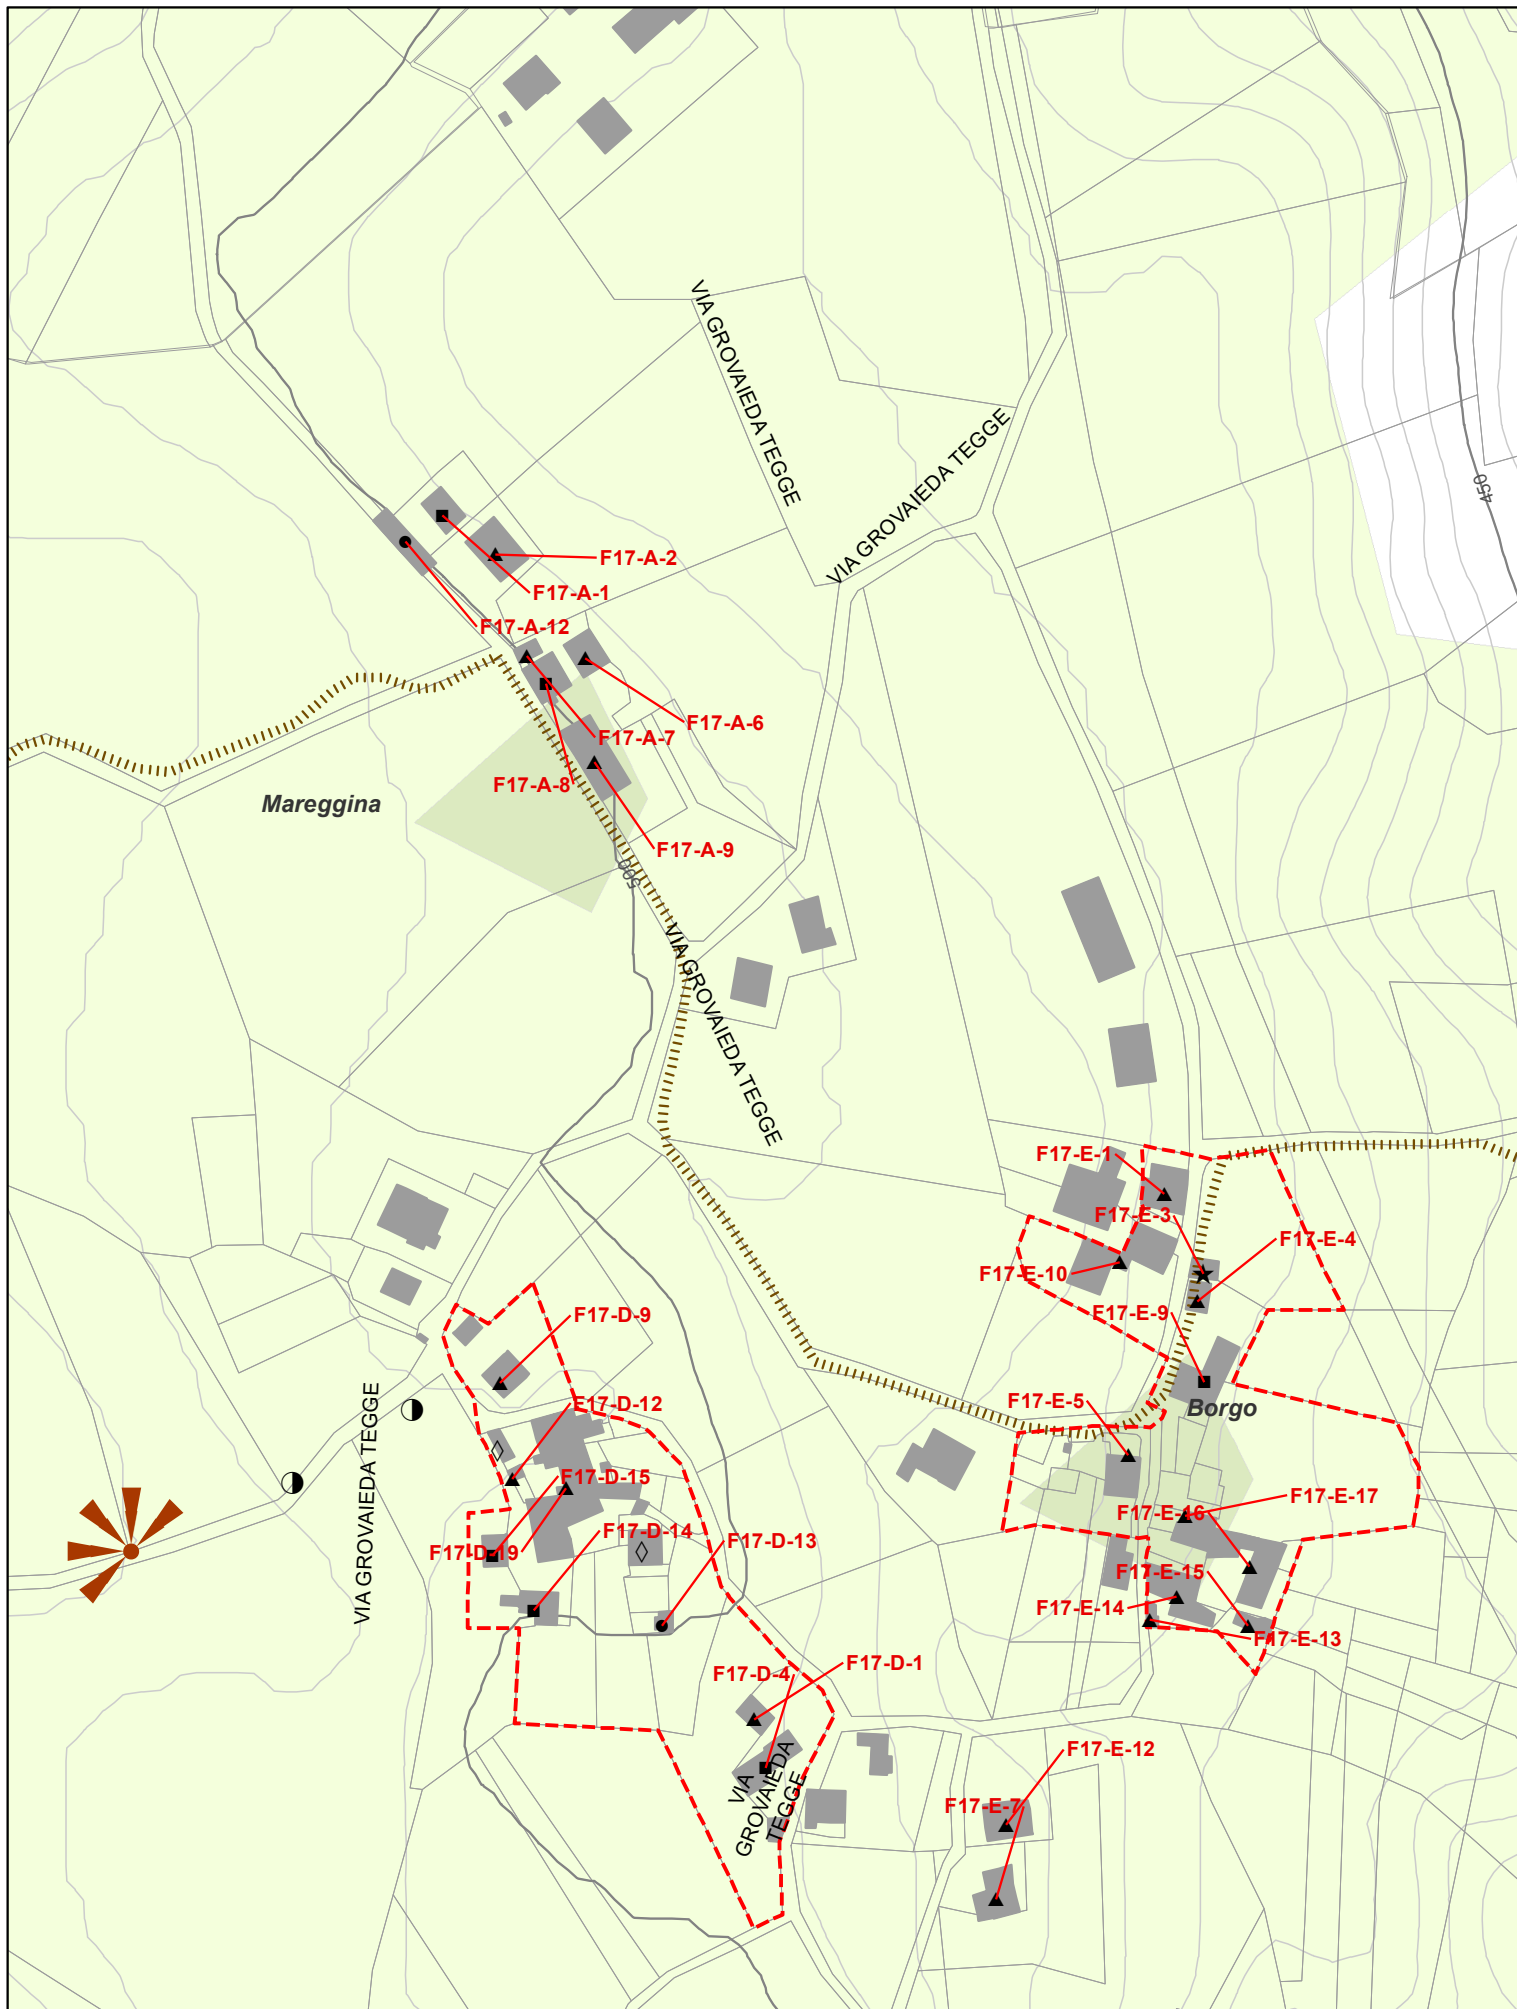 VIA GROVAIEDA TEGGE
VIA GROVAIEDA TEGGE
450
F17-A-2
F17-A-1
F17-A-12
F17-A-6
F17-A-7
F17-A-8
Mareggina
F17-A-9
500
VIA GROVAIEDA TEGGE
F17-E-1
F17-E-3
F17-E-4
F17-E-10
F17-E-9
F17-D-9
F17-D-12
F17-E-5
Borgo
VIA GROVAIEDA TEGGE
F17-D-15
F17-E-17
F17-E-16
F17-D-14
F17-D-13
F17-D-19
F17-E-15
F17-E-14
F17-E-13
F17-D-1
F17-D-4
F17-E-12
VIA
GROVAIEDA
TEGGE
F17-E-7